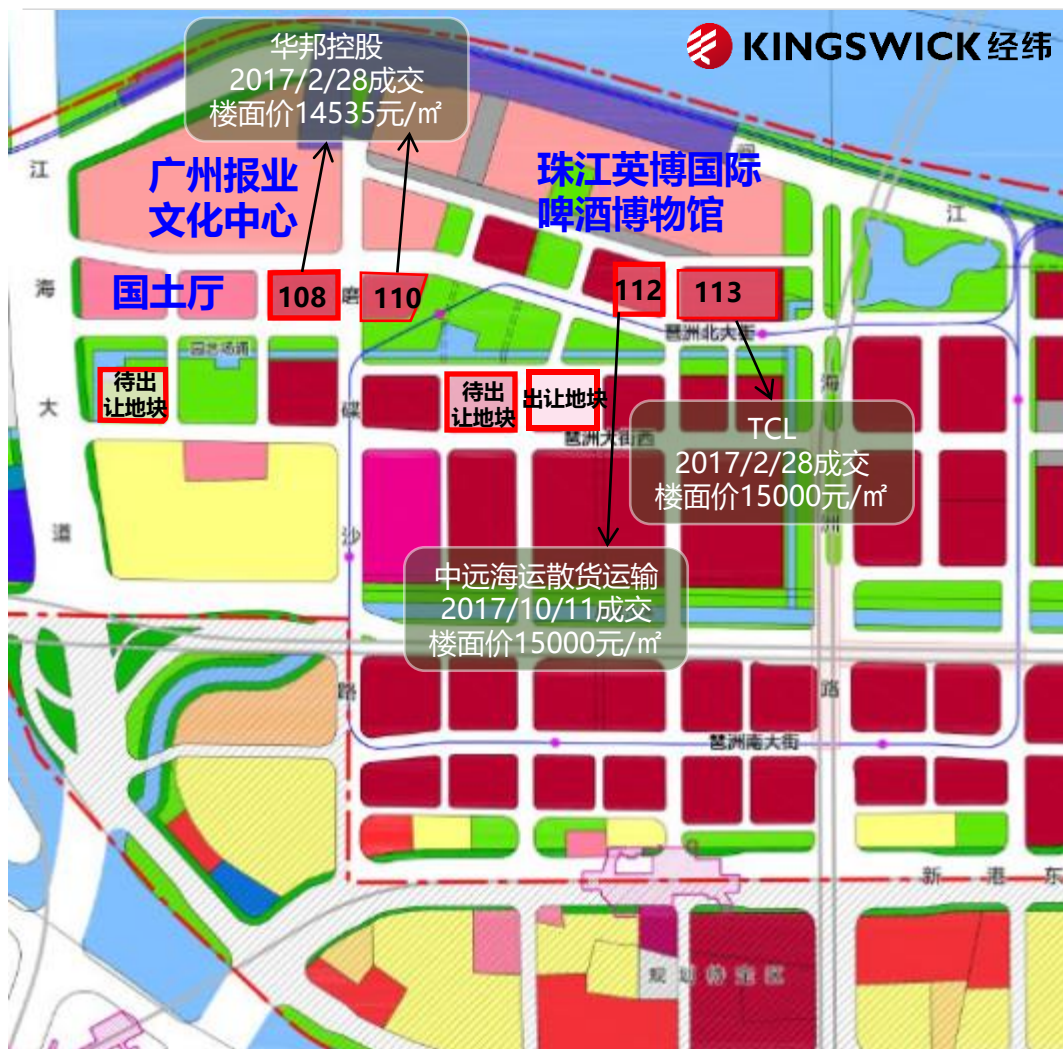 华邦控股
2017/2/28成交
楼面价14535元/㎡
KINGSWICK经纬
广州报业
文化中心
珠江英博国际
啤酒博物馆
江
江
海
国土厅
108
磨
110
112
113
琶洲北大街
待出
让地块
大
碟
待出
让地块
出让地块
海
琶洲大街西
TCL
2017/2/28成交
楼面价15000元/㎡
道
沙
洲
中远海运散货运输
2017/10/11成交
楼面价15000元/㎡
路
路
琶洲南大街
新港东